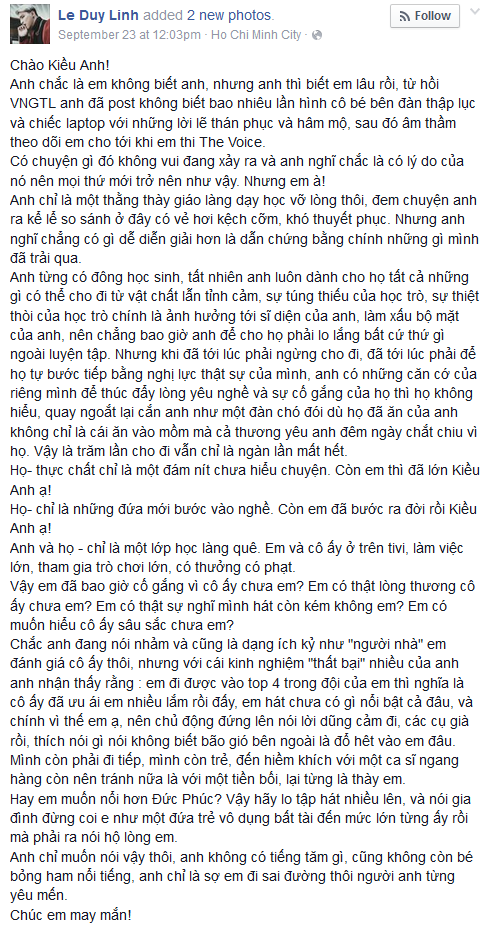 Le Duy Linh added 2 new photos.
Follow
September 23 at 12:03pm · Ho Chi Minh City ·
Chào Kiều Anh!
Anh chắc là em không biết anh, nhưng anh thì biết em lâu rồi, từ hồi
VNGTL anh đã post không biết bao nhiêu lần hình cô bé bên đàn thập lục
và chiếc laptop với những lời lẽ thán phục và hâm mộ, sau đó âm thầm
theo dõi em cho tới khi em thi The Voice.
Có chuyện gì đó không vui đang xảy ra và anh nghĩ chắc là có lý do của
nó nên mọi thứ mới trở nên như vậy. Nhưng em à!
Anh chỉ là một thằng thày giáo làng dạy học vỡ lòng thôi, đem chuyện anh
ra kể lể so sánh ở đây có vẻ hơi kệch cỡm, khó thuyết phục. Nhưng anh
nghĩ chẳng có gì dễ diễn giải hơn là dẫn chứng bằng chính những gì mình
đã trải qua.
Anh từng có đông học sinh, tất nhiên anh luôn dành cho họ tất cả những
gì có thể cho đi từ vật chất lẫn tỉnh cảm, sự túng thiếu của học trò, sự thiệt
thòi của học trò chính là ảnh hưởng tới sĩ diện của anh, làm xấu bộ mặt
của anh, nên chẳng bao giờ anh để cho họ phải lo lắng bất cứ thứ gì
ngoài luyện tập. Nhưng khi đã tới lúc phải ngừng cho đi, đã tới lúc phải để
họ tự bước tiếp bằng nghị lực thật sự của mình, anh có những căn cớ của
riêng mình để thúc đẩy lòng yêu nghề và sự cố gắng của họ thì họ không
hiểu, quay ngoắt lại cắn anh như một đàn chó đói dù họ đã ăn của anh
không chỉ là cái ăn vào mồm mà cả thương yêu anh đêm ngày chắt chiu vì
họ. Vậy là trăm lần cho đi vẫn chỉ là ngàn lần mất hết.
Họ- thực chất chỉ là một đám nít chưa hiểu chuyện. Còn em thì đã lớn Kiều
Anh ạ!
Họ- chỉ là những đứa mới bước vào nghề. Còn em đã bước ra đời rồi Kiều
Anh ạ!
Anh và họ - chỉ là một lớp học làng quê. Em và cô ấy ở trên tivi, làm việc
lớn, tham gia trò chơi lớn, có thưởng có phạt.
Vậy em đã bao giờ cố gắng vì cô ấy chưa em? Em có thật lòng thương cô
ấy chưa em? Em có thật sự nghĩ mình hát còn kém không em? Em có
muốn hiểu cô ấy sâu sắc chưa em?
Chắc anh đang nói nhảm và cũng là dạng ích kỷ như "người nhà" em
đánh giá cô ấy thôi, nhưng với cái kinh nghiệm "thất bại" nhiều của anh
anh nhận thấy rằng : em đi được vào top 4 trong đội của em thì nghĩa là
cô ấy đã ưu ái em nhiều lắm rồi đấy, em hát chưa có gì nổi bật cả đâu, và
chính vì thế em ạ, nên chủ động đứng lên nói lời dũng cảm đi, các cụ già
rồi, thích nói gì nói không biết bão gió bên ngoài là đổ hết vào em đâu.
Mình còn phải đi tiếp, mình còn trẻ, đến hiềm khích với một ca sĩ ngang
hàng còn nên tránh nữa là với một tiền bối, lại từng là thày em.
Hay em muốn nổi hơn Đức Phúc? Vậy hãy lo tập hát nhiều lên, và nói gia
đình đừng coi e như một đứa trẻ vô dụng bất tài đến mức lớn từng ấy rồi
mà phải ra nói hộ lòng em.
Anh chỉ muốn nói vậy thôi, anh không có tiếng tăm gì, cũng không còn bé
bỏng ham nổi tiếng, anh chỉ là sợ em đi sai đường thôi người anh từng
yêu mến.
Chúc em may mắn!